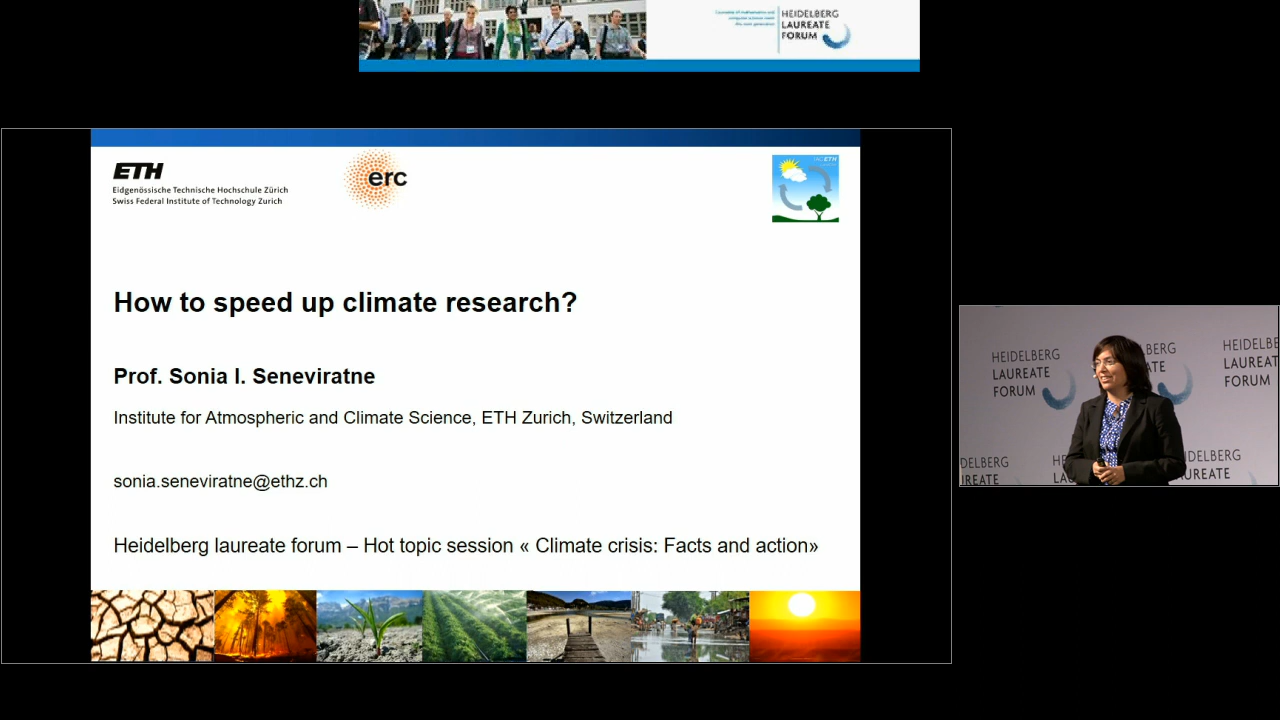 HEIDELBERG
LAUREATE
FORUM
ETH
Eidgenössische Technische Hochschule Zürich
Swiss Federal Institute of Technology Zurich
erc
IACETH
How to speed up climate research?
Prof. Sonia I. Seneviratne
Institute for Atmospheric and Climate Science, ETH Zurich, Switzerland
sonia.seneviratne@ethz.ch
Heidelberg laureate forum – Hot topic session « Climate crisis: Facts and action»
HEIDELBERG
LAUREATE
FORUM
HEIDELBERG
LAUREATE
FORUM